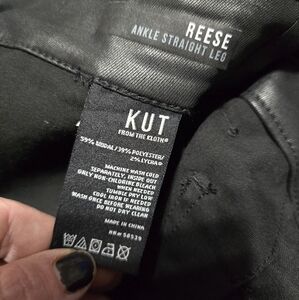 REESE
ANKLE STRAIGHT LEG
KUT
FROM THE KLOTH®
59% MODAL/39% POLYESTER/
2% LYCRA®
MACHINE WASH COLD
SEPARATELY, INSIDE OUT
ONLY NON-CHLORINE BLEACH
WHEN NEEDED
TUMBLE DRY LOW
COOL IRON IF NEEDED
WASH ONCE BEFORE WEARING
DO NOT DRY CLEAN
MADE IN CHINA
RN# 58939